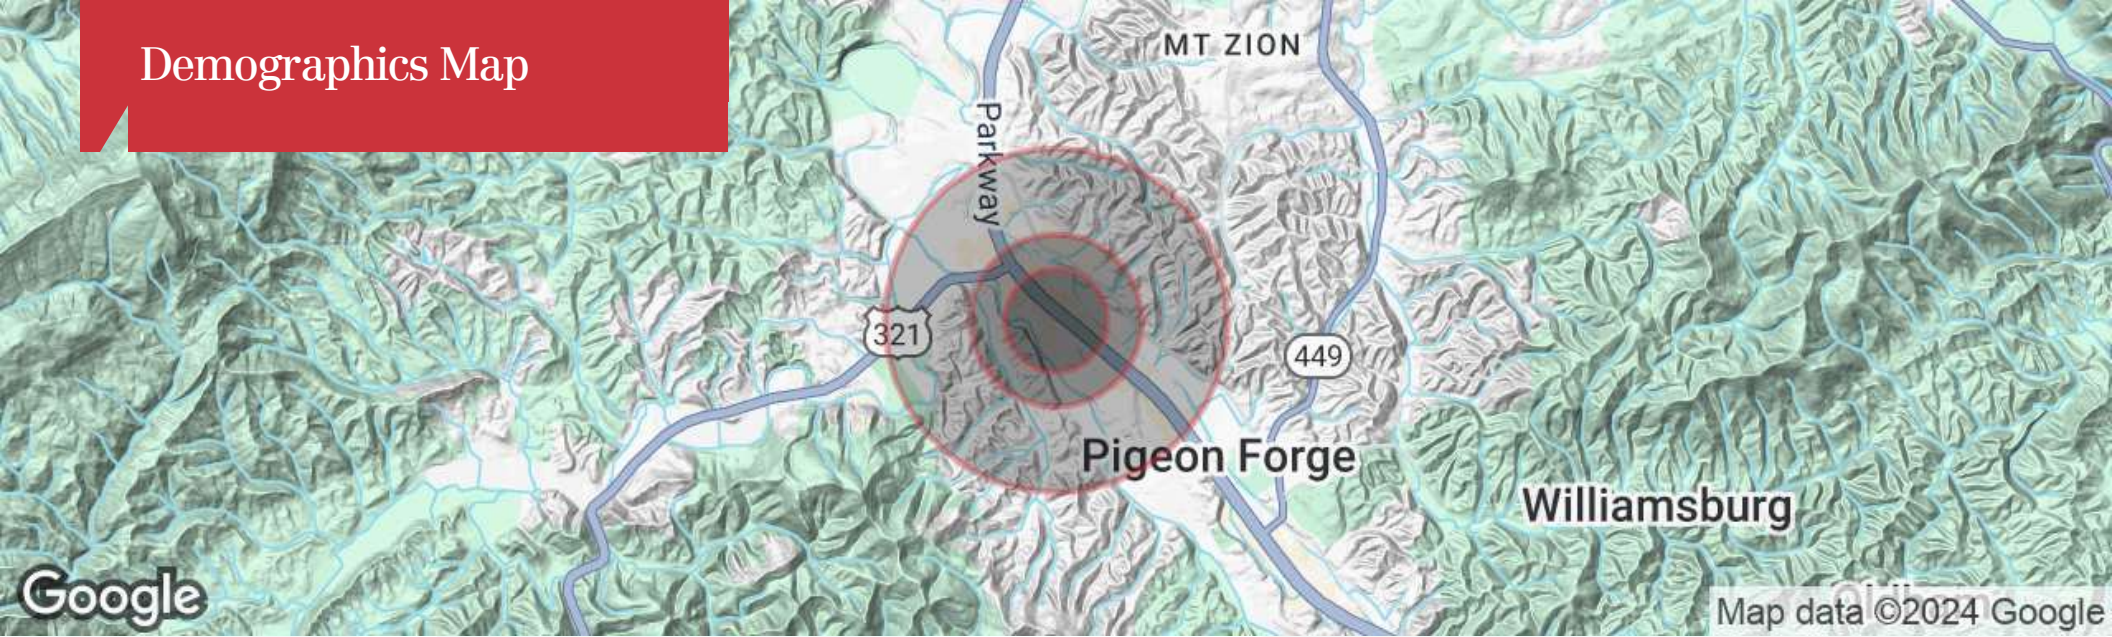 Demographics Map
MT ZION
Parkway
321
449
Pigeon Forge
Williamsburg
Google
Map data ©2024 Google